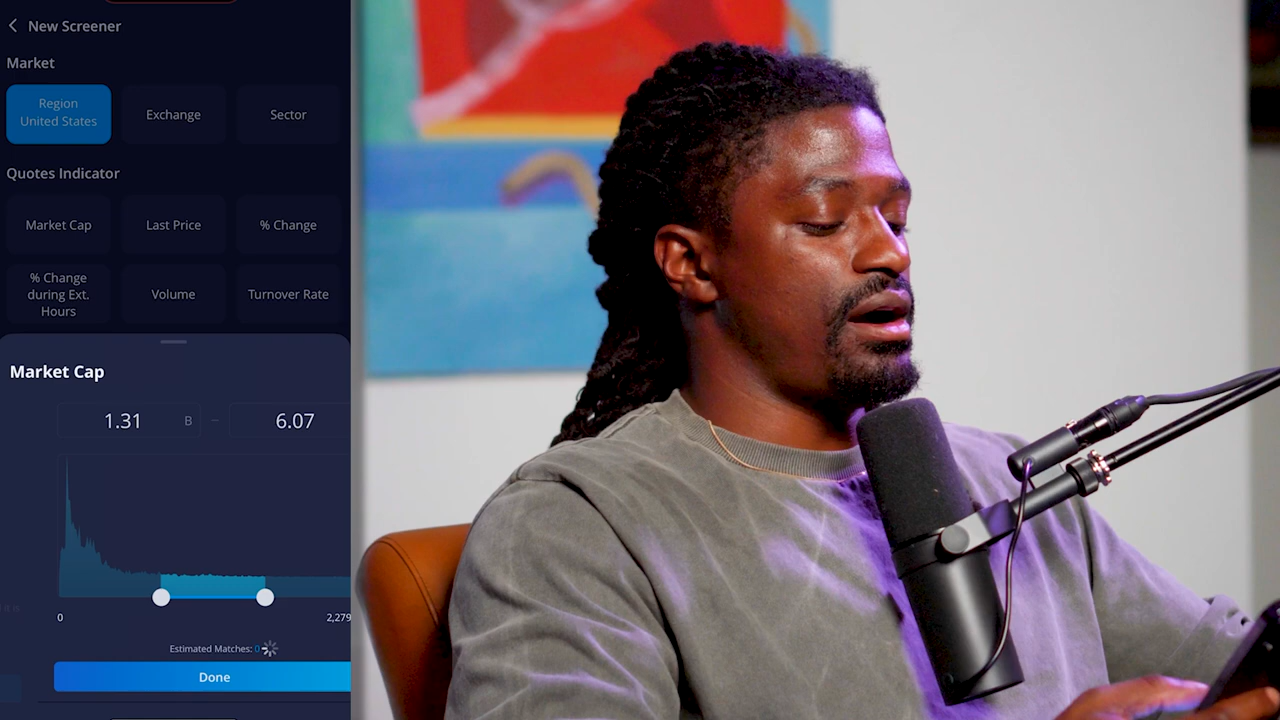 New Screener
Market
Region
United States
Exchange
Sector
Quotes Indicator
Market Cap
Last Price
% Change
% Change
during Ext.
Hours
Volume
Turnover Rate
Market Cap
1.31
B
–
6.07
0
2,279
Estimated Matches: 0
Done